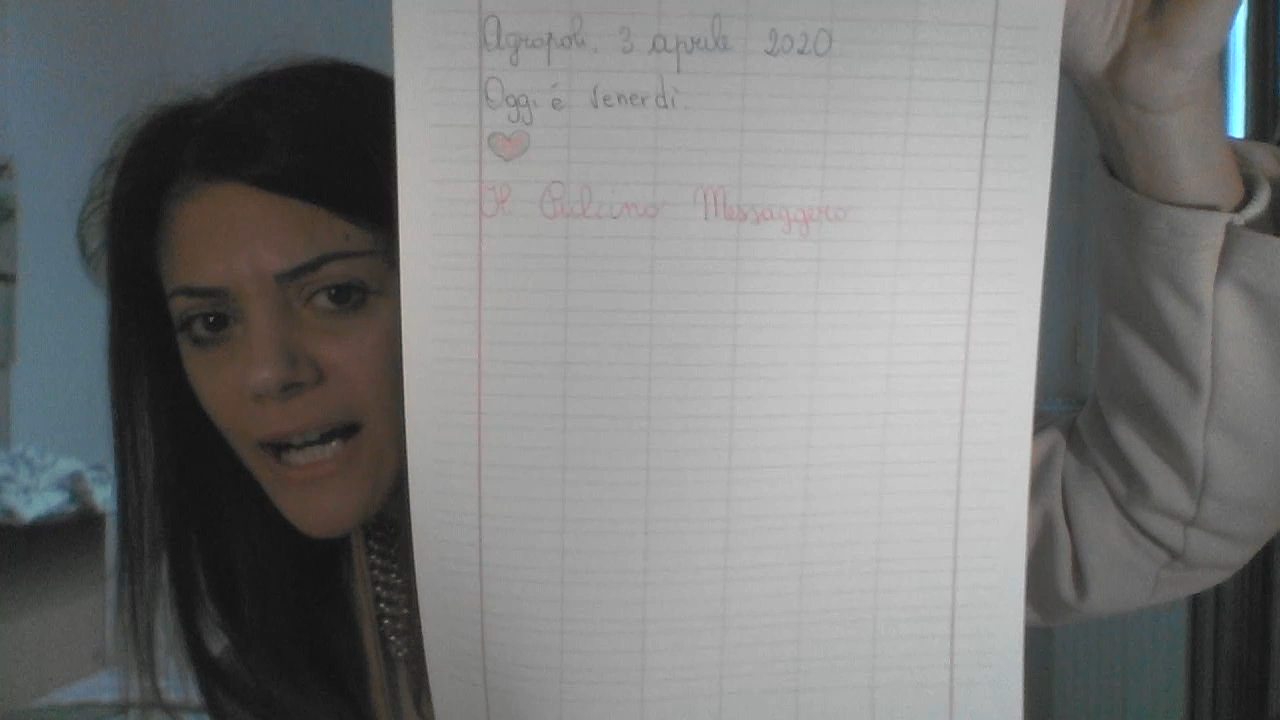 Agropoli, 3 aprile 2020
Oggi è Venerdì.
Il Pulcino Messaggero